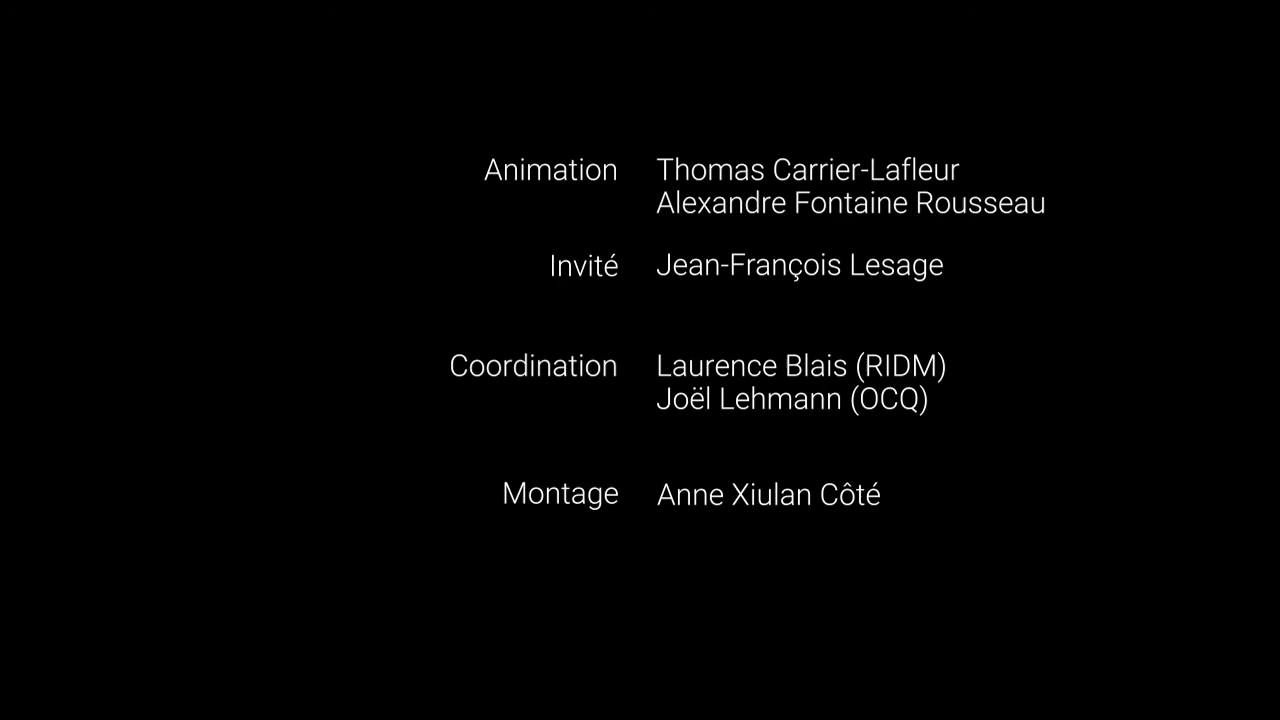 Animation Thomas Carrier-Lafleur
Alexandre Fontaine Rousseau
Invité Jean-François Lesage
Coordination Laurence Blais (RIDM)
Joël Lehmann (OCQ)
Montage Anne Xiulan Côté